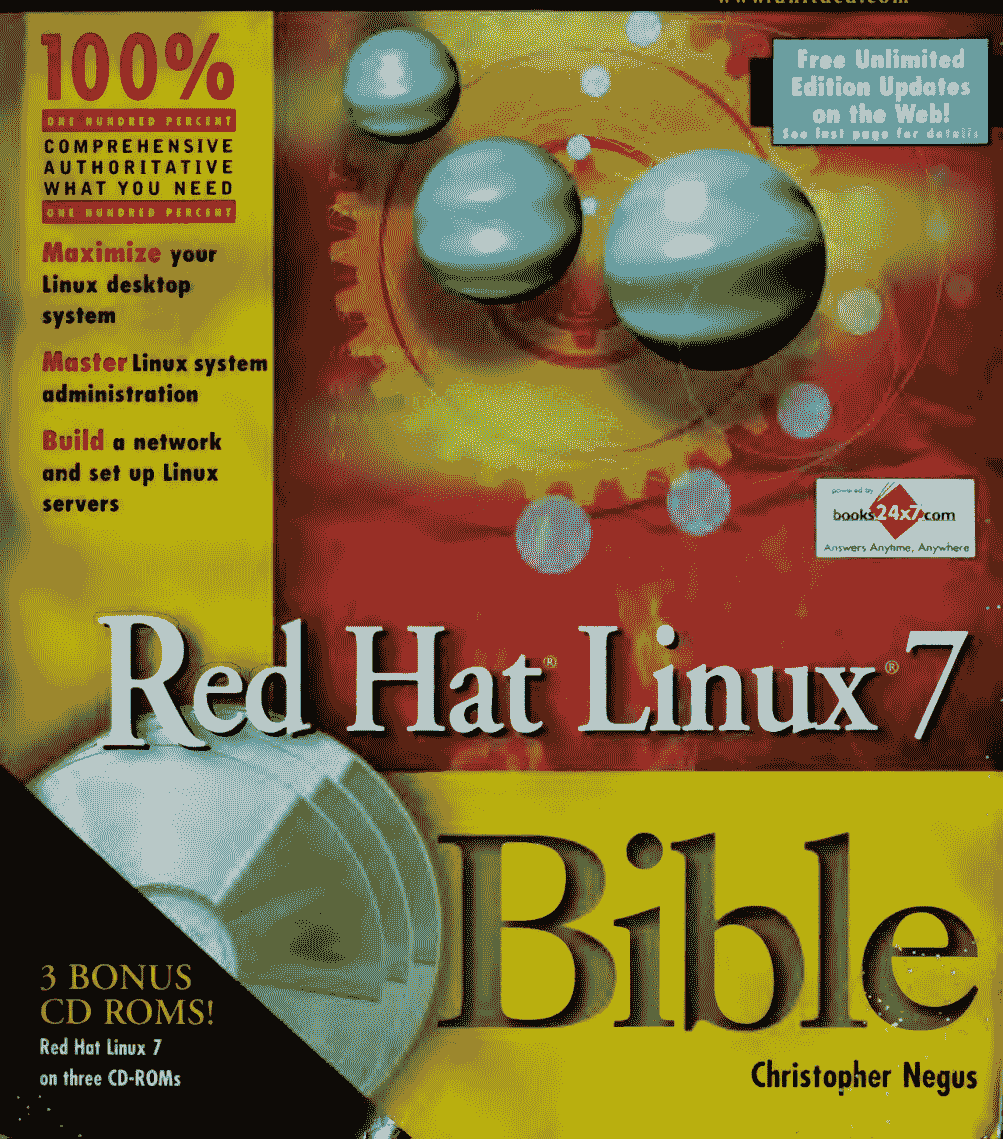 100%
ONE HUNDRED PERCENT
COMPREHENSIVE
AUTHORITATIVE
WHAT YOU NEED
ONE HUNDRED PERCENT
Maximize your
Linux desktop
system
Master Linux system
administration
Build a network
and set up Linux
servers
Free Unlimited
Edition Updates
on the Web!
See last page for details
powered by
books24x7.com
Answers Anytime, Anywhere
Red Hat® Linux® 7
Bible
3 BONUS
CD ROMS!
Red Hat Linux 7
on three CD-ROMs
Christopher Negus